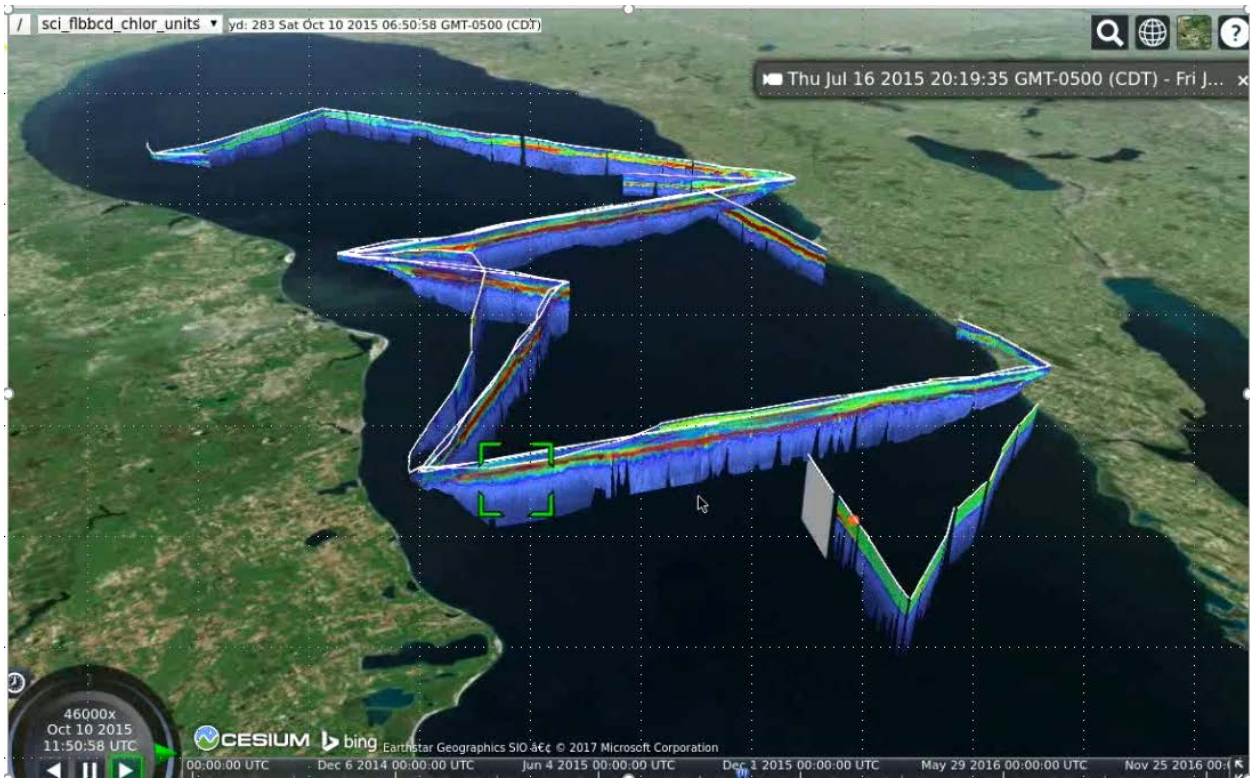 / sci_flbbcd_chlor_units ▼ yd: 283 Sat Oct 10 2015 06:50:58 GMT-0500 (CDT)
?
Thu Jul 16 2015 20:19:35 GMT-0500 (CDT) - Fri J... ×
46000x
Oct 10 2015
11:50:58 UTC
CESIUM bing Earthstar Geographics SIO â€¢ © 2017 Microsoft Corporation
00:00:00 UTC Dec 6 2014 00:00:00 UTC Jun 4 2015 00:00:00 UTC Dec 1 2015 00:00:00 UTC May 29 2016 00:00:00 UTC Nov 25 2016 00: